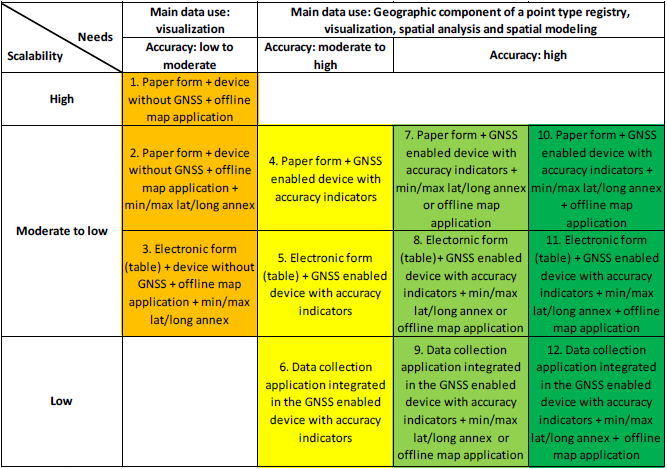 Needs
Scalability
Main data use:
visualization
Main data use: Geographic component of a point type registry,
visualization, spatial analysis and spatial modeling
Accuracy: low to
moderate
Accuracy: moderate to
high
Accuracy: high
High
1. Paper form + device
without GNSS + offline
map application
Moderate to low
2. Paper form + device
without GNSS + offline
map application +
min/max lat/long annex
4. Paper form + GNSS
enabled device with
accuracy indicators
7. Paper form + GNSS
enabled device with
accuracy indicators +
min/max lat/long annex
or offline map
application
10. Paper form + GNSS
enabled device with
accuracy indicators +
min/max lat/long annex
+ offline map
application
3. Electronic form
(table) + device without
GNSS + offline map
application + min/max
lat/long annex
5. Electronic form
(table) + GNSS enabled
device with accuracy
indicators
8. Electornic form
(table)+ GNSS enabled
device with accuracy
indicators + min/max
lat/long annex or
offline map application
11. Electronic form
(table) + GNSS enabled
device with accuracy
indicators + min/max
lat/long annex + offline
map application
Low
6. Data collection
application integrated
in the GNSS enabled
device with accuracy
indicators
9. Data collection
application integrated
in the GNSS enabled
device with accuracy
indicators + min/max
lat/long annex or
offline map application
12. Data collection
application integrated
in the GNSS enabled
device with accuracy
indicators + min/max
lat/long annex + offline
map application